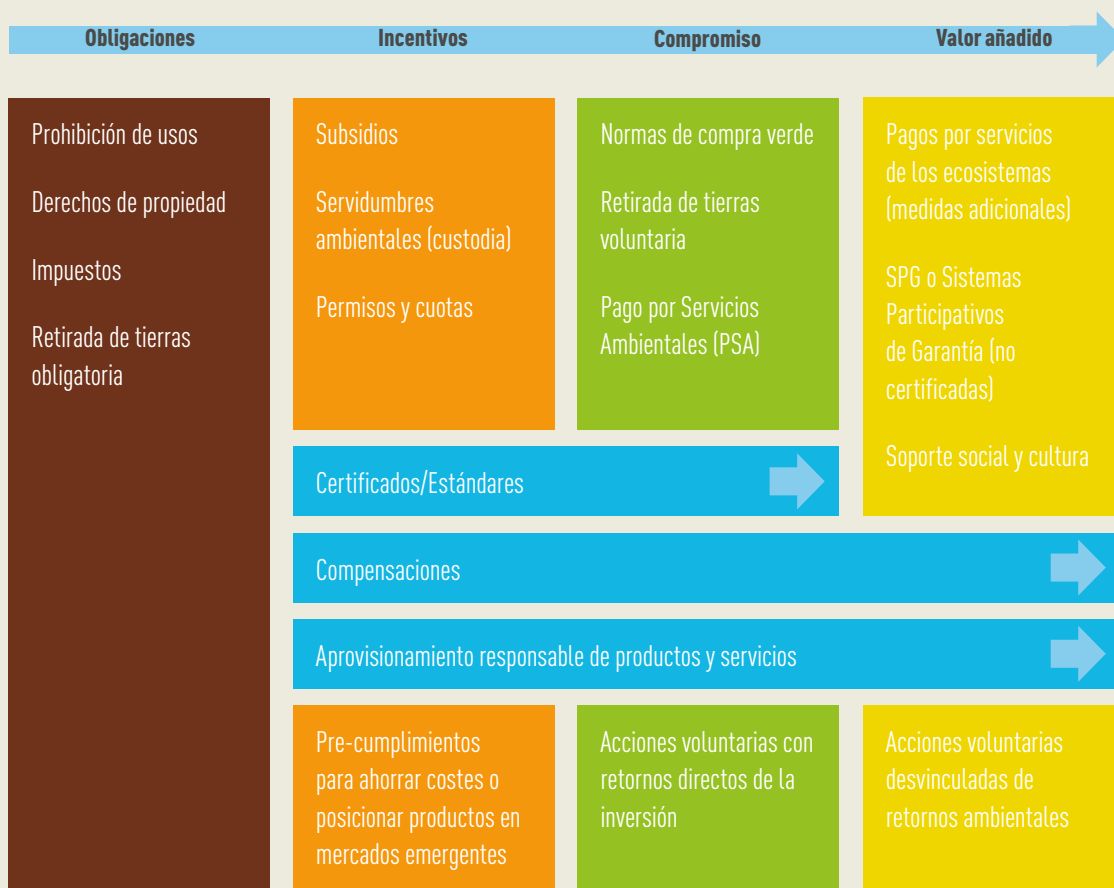 Obligaciones
Incentivos
Compromiso
Valor añadido
Prohibición de usos
Derechos de propiedad
Impuestos
Retirada de tierras
obligatoria
Subsidios
Servidumbres
ambientales (custodia)
Permisos y cuotas
Normas de compra verde
Retirada de tierras
voluntaria
Pago por Servicios
Ambientales (PSA)
Pagos por servicios
de los ecosistemas
(medidas adicionales)
SPG o Sistemas
Participativos
de Garantía (no
certificadas)
Soporte social y cultura
Certificados/Estándares
Compensaciones
Aprovisionamiento responsable de productos y servicios
Pre-cumplimientos
para ahorrar costes o
posicionar productos en
mercados emergentes
Acciones voluntarias con
retornos directos de la
inversión
Acciones voluntarias
desvinculadas de
retornos ambientales